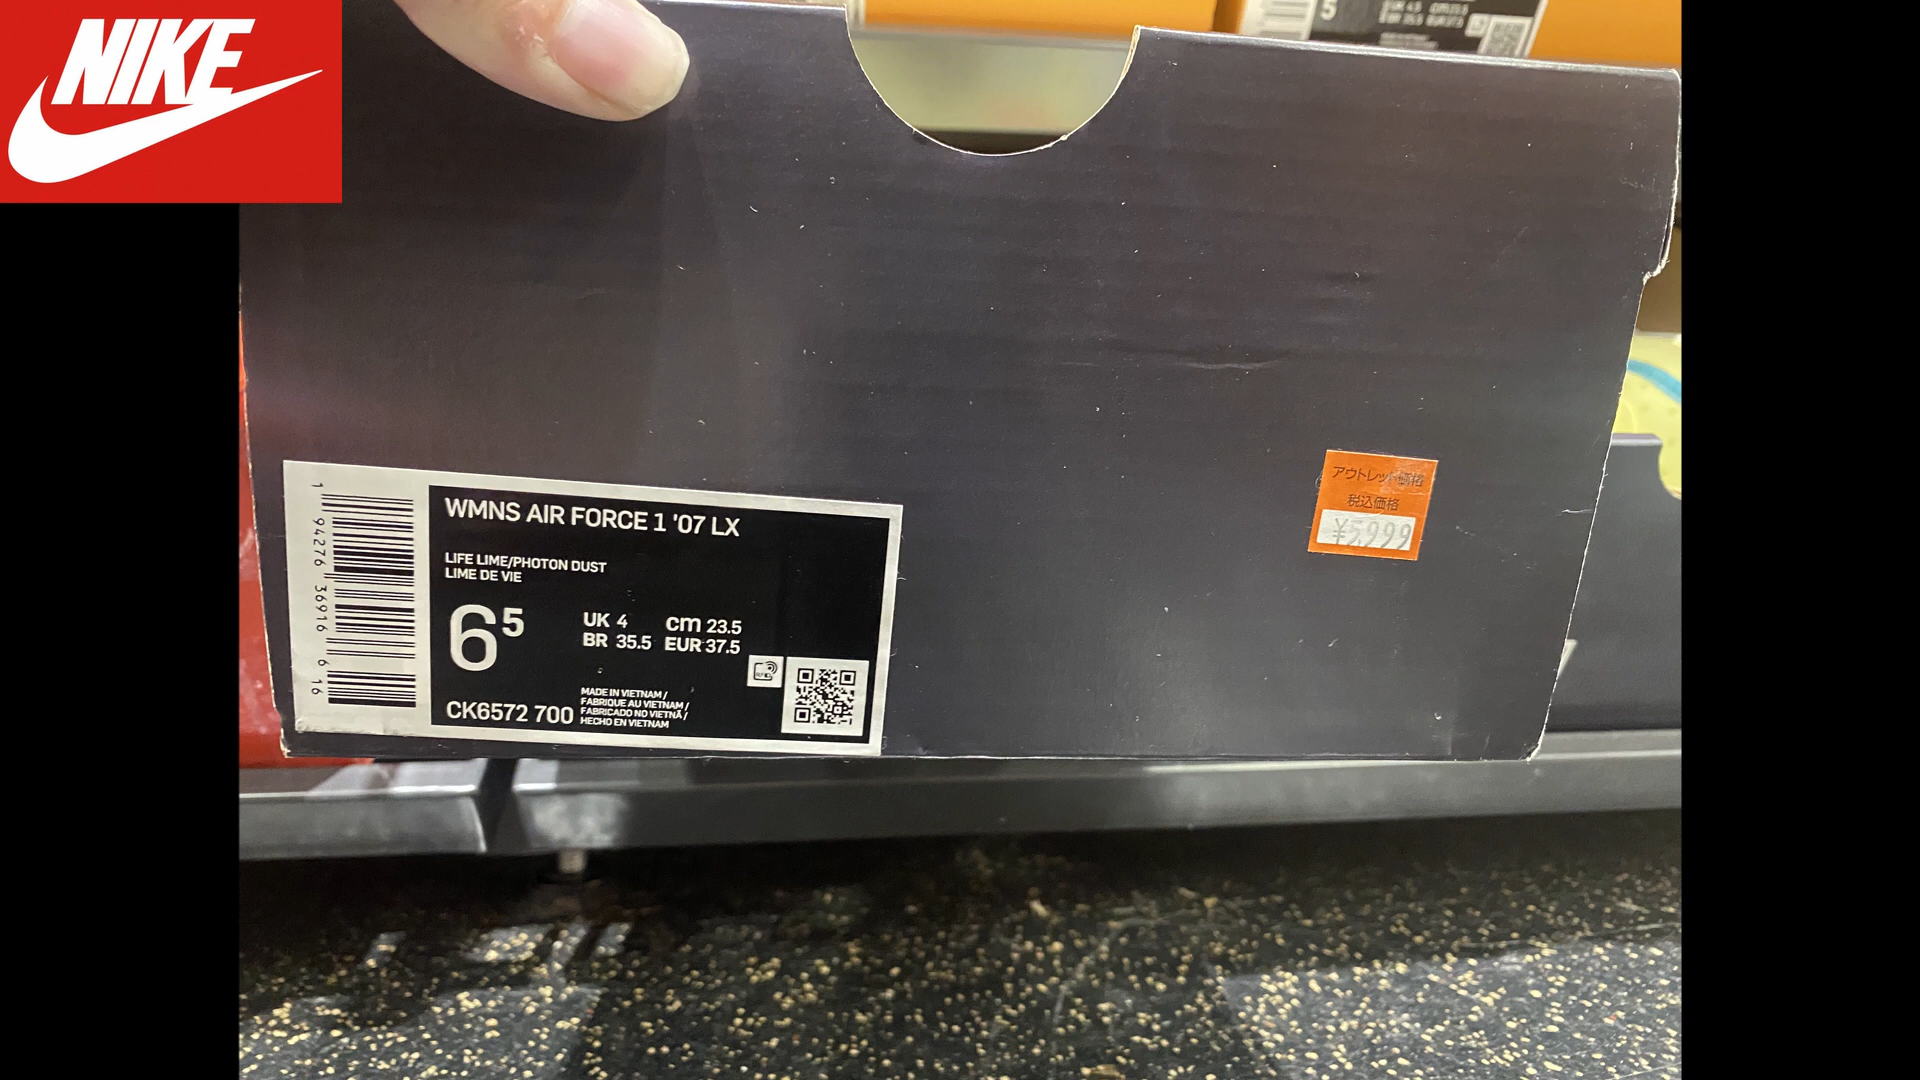 NIKE
5
WMNS AIR FORCE 1 '07 LX
LIFE LIME/PHOTON DUST
LIME DE VIE
6⁵
UK 4 cm 23.5
BR 35.5 EUR 37.5
CK6572 700
MADE IN VIETNAM /
FABRIQUE AU VIETNAM /
FABRICADO NO VIETNÃ /
HECHO EN VIETNAM
1 94276 36916 6 16
アウトレット価格
税込価格
¥5,999